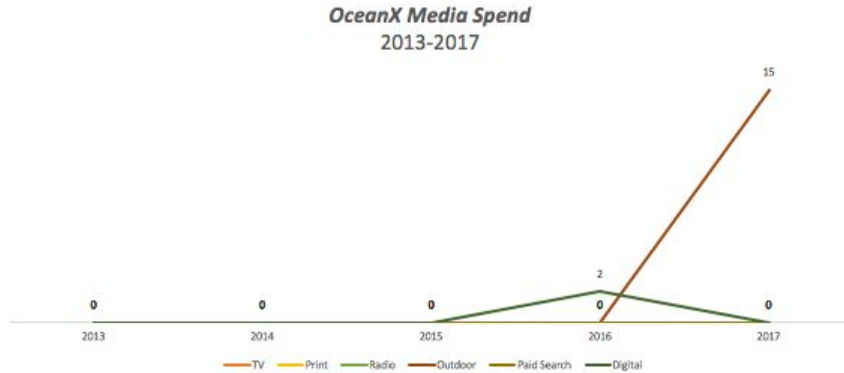 OceanX Media Spend
2013-2017
15
2
0 0 0 0 0
2013 2014 2015 2016 2017
TV Print Radio Outdoor Paid Search Digital